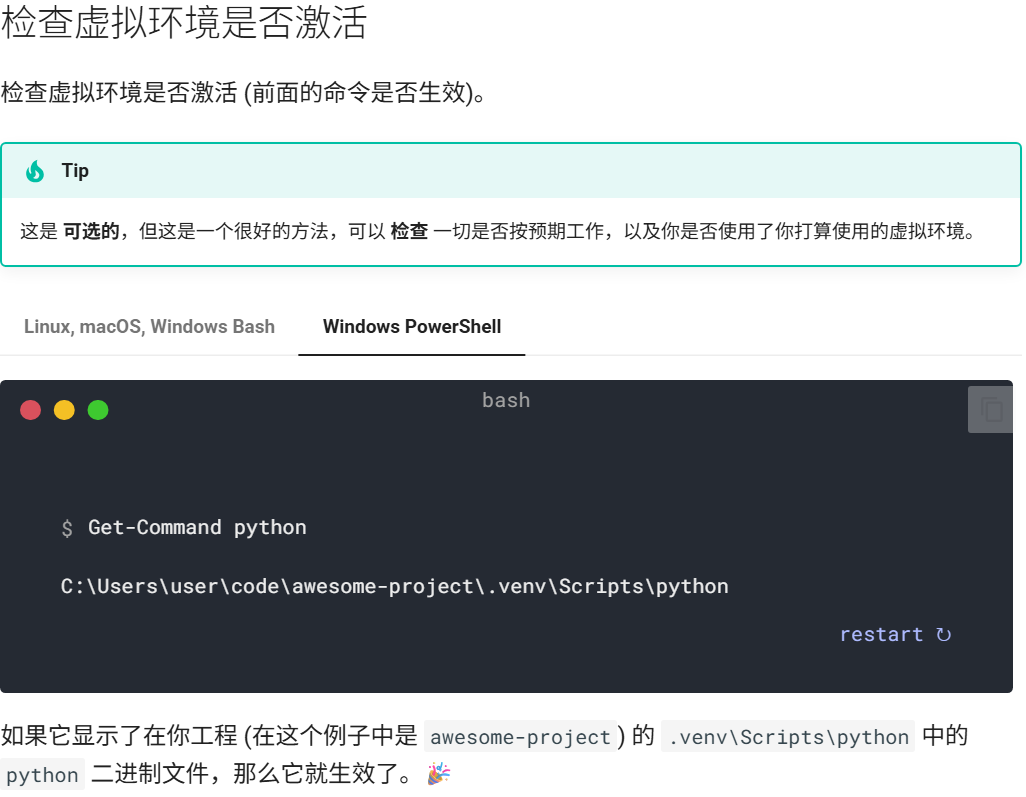 检查虚拟环境是否激活
检查虚拟环境是否激活 (前面的命令是否生效)。
Tip
这是 可选的，但这是一个很好的方法，可以 检查 一切是否按预期工作，以及你是否使用了你打算使用的虚拟环境。
Linux, macOS, Windows Bash Windows PowerShell
bash
$ Get-Command python
C:\Users\user\code\awesome-project\.venv\Scripts\python
restart ↻
如果它显示了在你工程 (在这个例子中是 awesome-project) 的 .venv\Scripts\python 中的
python 二进制文件，那么它就生效了。🎉